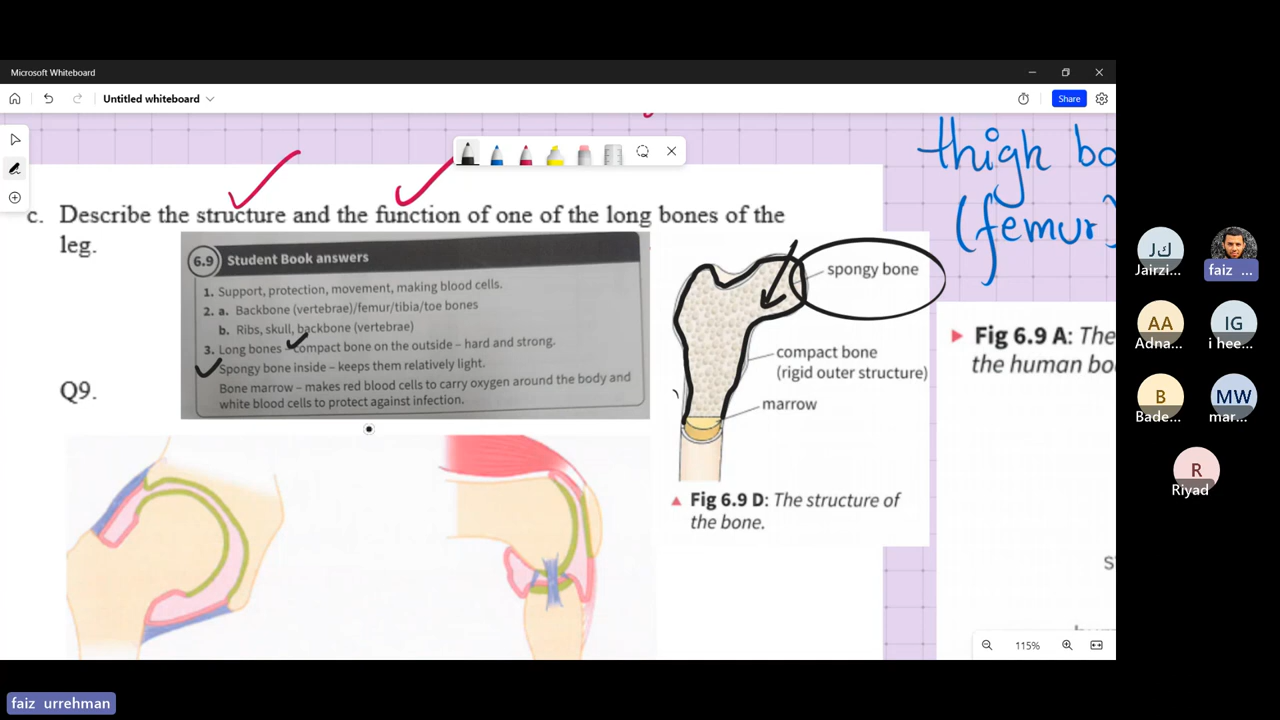 Microsoft Whiteboard
Untitled whiteboard
Share
thigh bo
(femur)
c. Describe the structure and the function of one of the long bones of the
leg.
6.9 Student Book answers
1. Support, protection, movement, making blood cells.
2. a. Backbone (vertebrae)/femur/tibia/toe bones
b. Ribs, skull, backbone (vertebrae)
3. Long bones – compact bone on the outside – hard and strong.
Spongy bone inside – keeps them relatively light.
Bone marrow – makes red blood cells to carry oxygen around the body and
white blood cells to protect against infection.
Q9.
spongy bone
compact bone
(rigid outer structure)
marrow
Fig 6.9 D: The structure of
the bone.
Fig 6.9 A: The
the human bo
115%
كJ
Jairzi...
faiz ...
AA
Adna...
IG
i hee...
B
Bade...
MW
mar...
R
Riyad
faiz urrehman